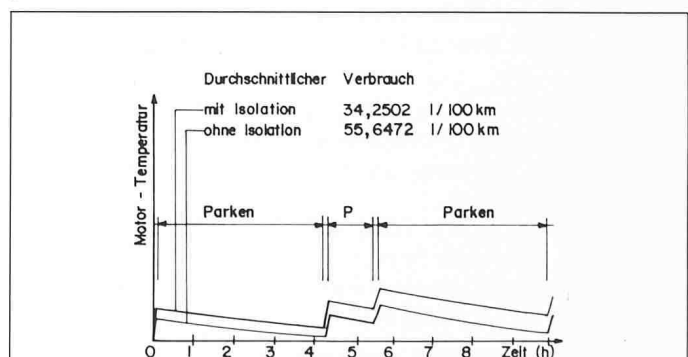 Durchschnittlicher Verbrauch
mit Isolation 34,2502 l/100km
ohne Isolation 55,6472 l/100km
Motor - Temperatur
Parken P Parken
0 1 2 3 4 5 6 7 8 Zeit (h)